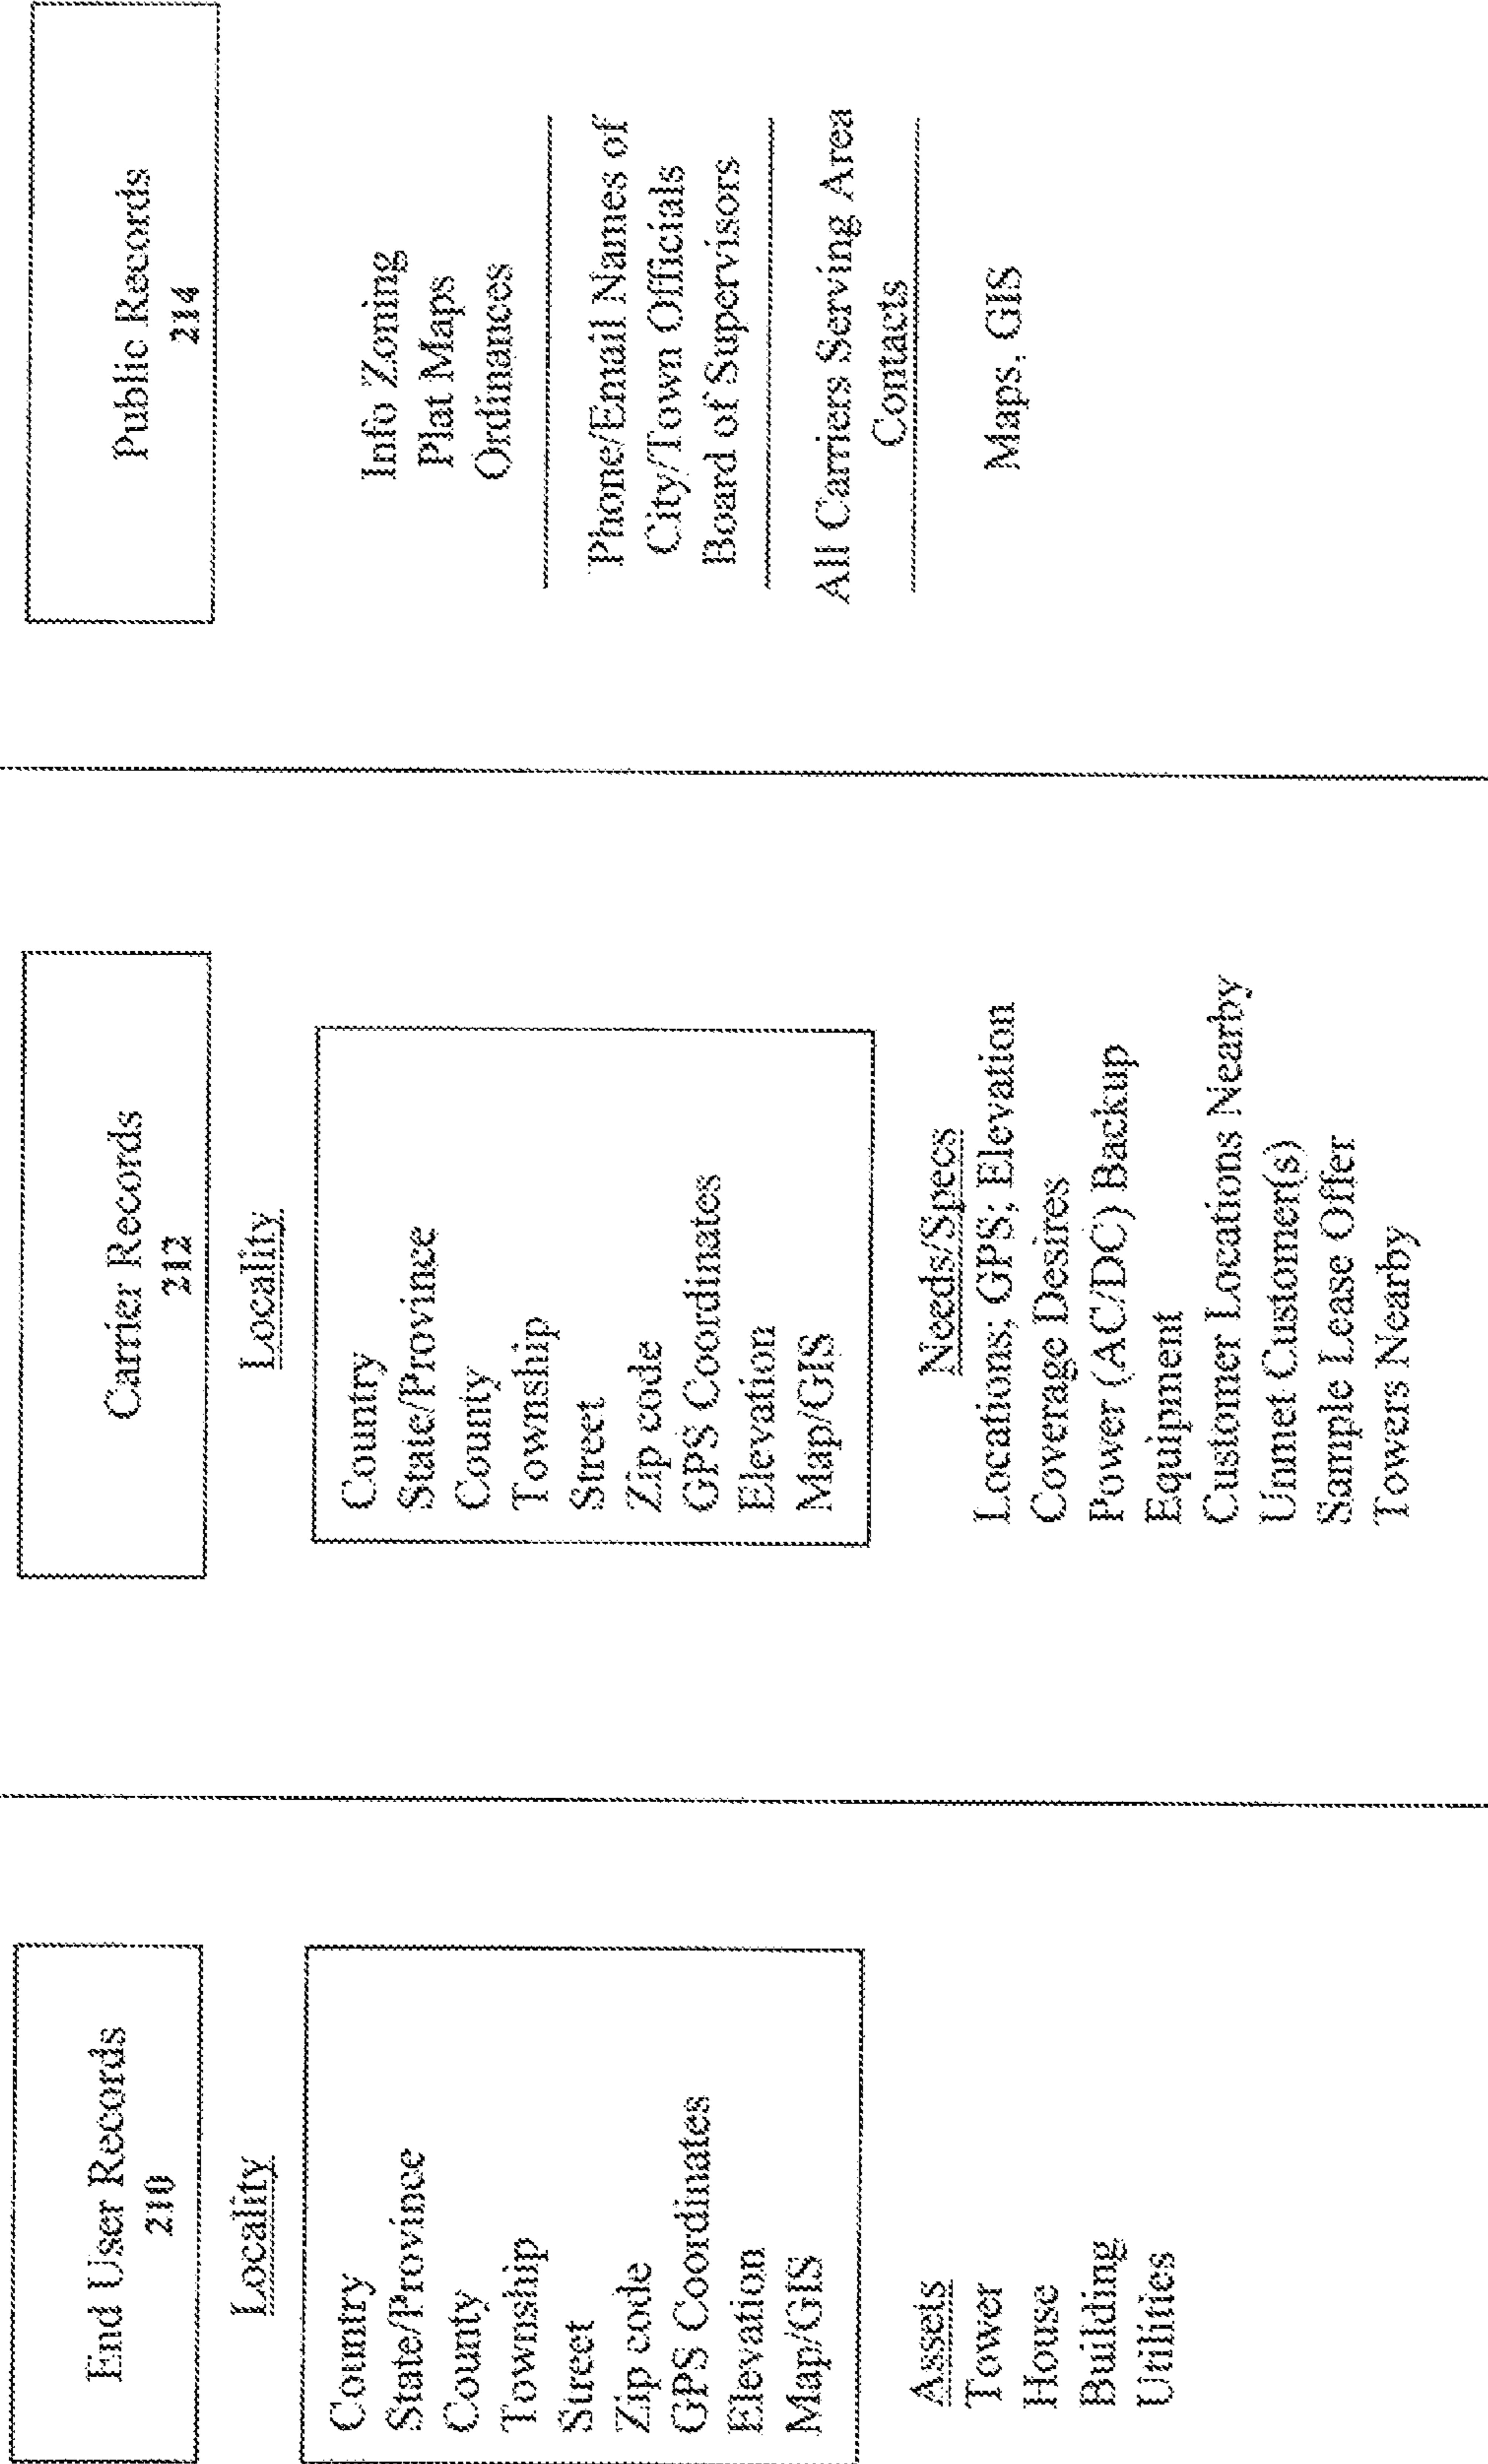 End User Records
210
Locality
Country
State/Province
County
Township
Street
Zip code
GPS Coordinates
Elevation
Map/GIS
Assets
Tower
House
Building
Utilities
Carrier Records
212
Locality
Country
State/Province
County
Township
Street
Zip code
GPS Coordinates
Elevation
Map/GIS
Needs/Specs
Locations; GPS; Elevation
Coverage Desires
Power (AC/DC) Backup
Equipment
Customer Locations Nearby
Unmet Customer(s)
Sample Lease Offer
Towers Nearby
Public Records
214
Info Zoning
Plat Maps
Ordinances
Phone/Email Names of
City/Town Officials
Board of Supervisors
All Carriers Serving Area
Contacts
Maps, GIS